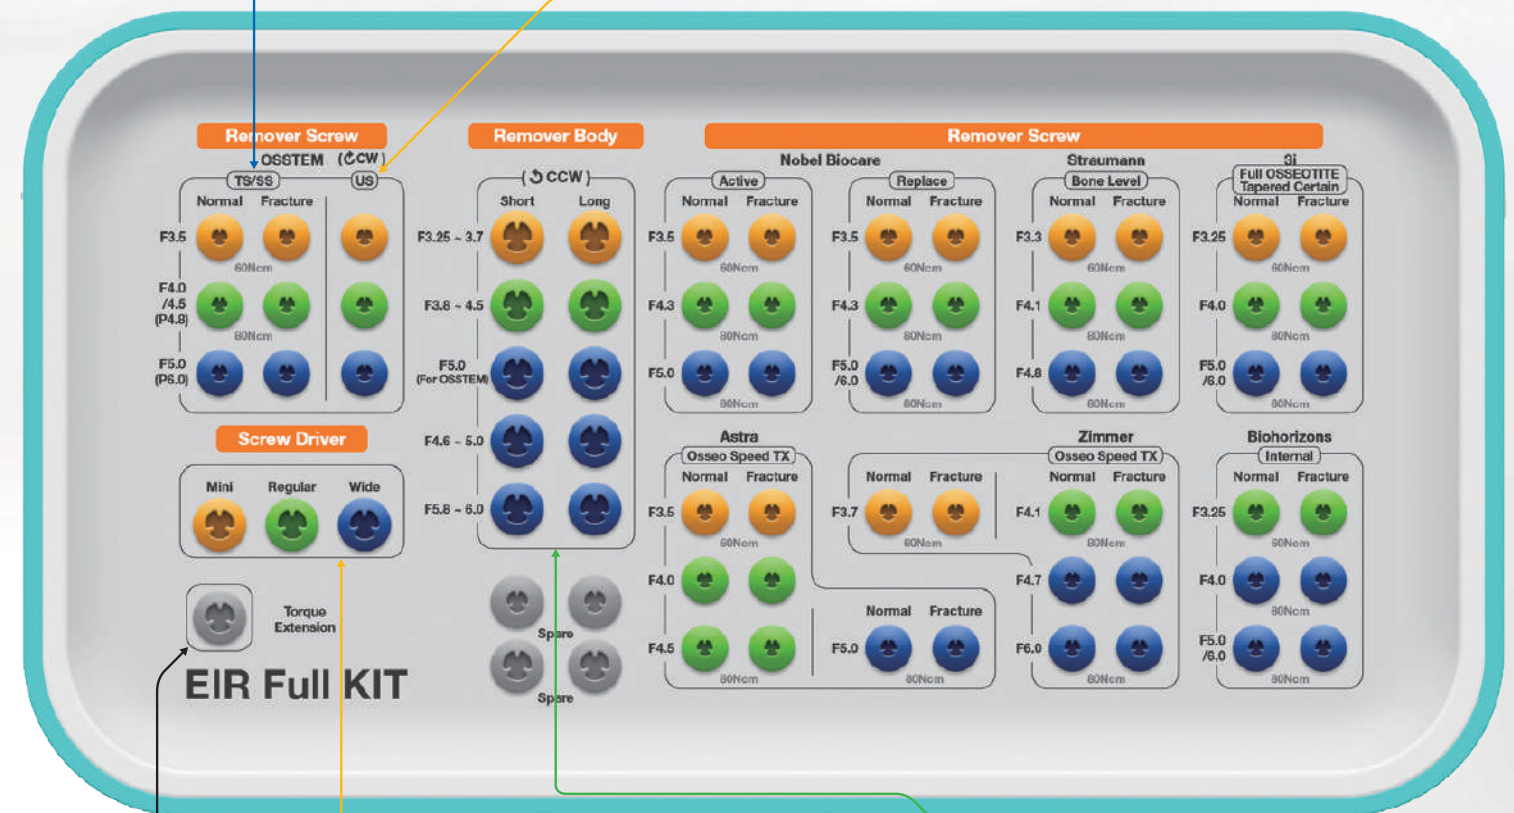 Remover Screw
OSSTEM (CW)
TS/SS
US
Normal Fracture
F3.5
60Ncm
F4.0
/4.5
(P4.8)
80Ncm
F5.0
(P6.0)
Remover Body
(CCW)
Short Long
F3.25 ~ 3.7
F3.8 ~ 4.5
F5.0
(For OSSTEM)
F4.6 ~ 5.0
F5.8 ~ 6.0
Spare
Spare
Remover Screw
Nobel Biocare
Active
Normal Fracture
F3.5
60Ncm
F4.3
80Ncm
F5.0
80Ncm
Replace
Normal Fracture
F3.5
60Ncm
F4.3
80Ncm
F5.0
/6.0
80Ncm
Straumann
Bone Level
Normal Fracture
F3.3
60Ncm
F4.1
80Ncm
F4.8
80Ncm
3i
Full OSSEOTITE
Tapered Certain
Normal Fracture
F3.25
60Ncm
F4.0
80Ncm
F5.0
/6.0
80Ncm
Screw Driver
Mini Regular Wide
Torque
Extension
EIR Full KIT
Astra
Osseo Speed TX
Normal Fracture
F3.5
60Ncm
F4.0
F4.5
80Ncm
Normal Fracture
F5.0
80Ncm
Zimmer
Osseo Speed TX
Normal Fracture
F3.7
60Ncm
Normal Fracture
F4.1
80Ncm
F4.7
F6.0
80Ncm
Biohorizons
Internal
Normal Fracture
F3.25
60Ncm
F4.0
80Ncm
F5.0
/6.0
80Ncm